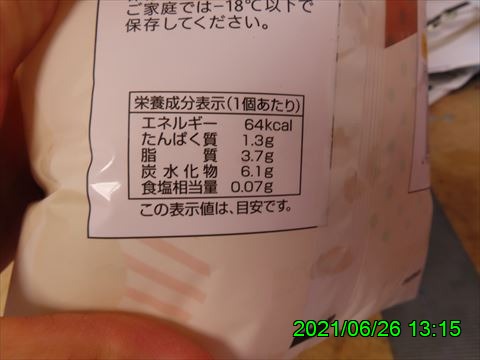 ご家庭では-18℃以下で
保存してください。
栄養成分表示(1個あたり)
エネルギー 64kcal
たんぱく質 1.3g
脂質 3.7g
炭水化物 6.1g
食塩相当量 0.07g
この表示値は、目安です。
2021/06/26 13:15